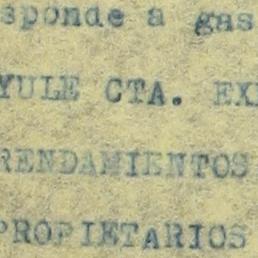 sponde a gas
YULE CTA. EX
RENDAMIENTOS
PROPIETARIOS